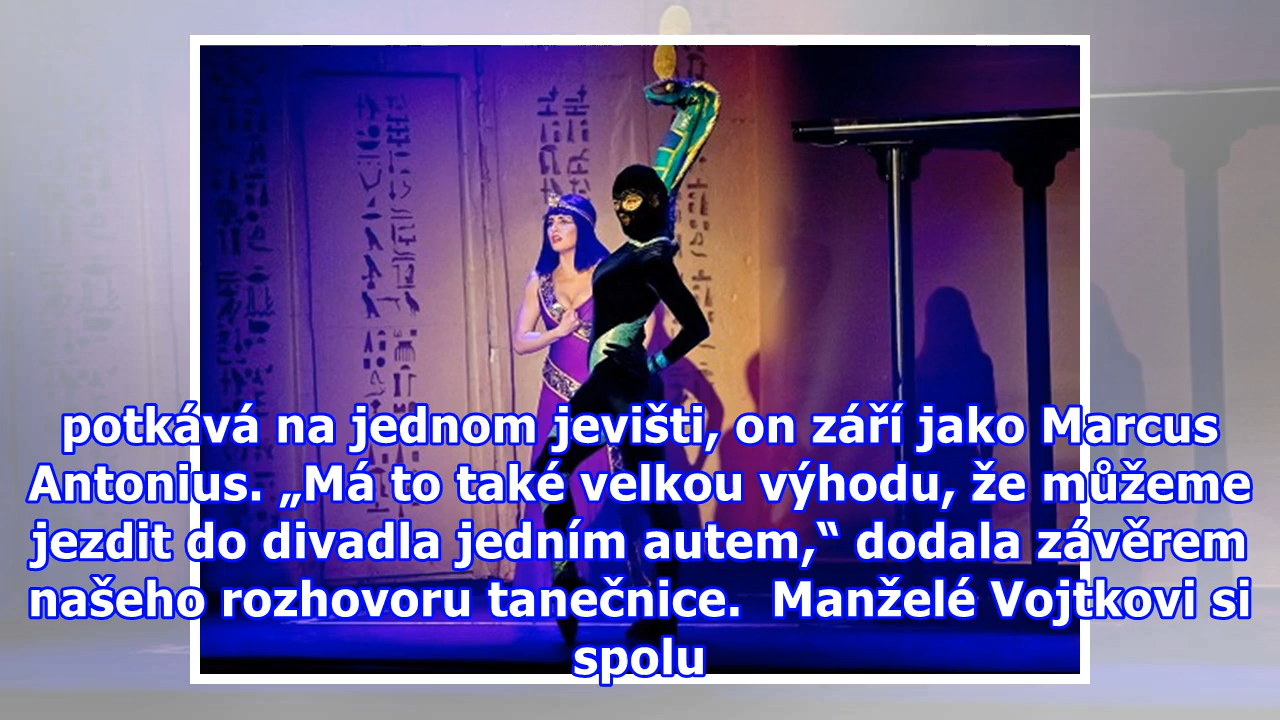 potkává na jednom jevišti, on září jako Marcus
Antonius. „Má to také velkou výhodu, že můžeme
jezdit do divadla jedním autem,“ dodala závěrem
našeho rozhovoru tanečnice.  Manželé Vojtkovi si
spolu